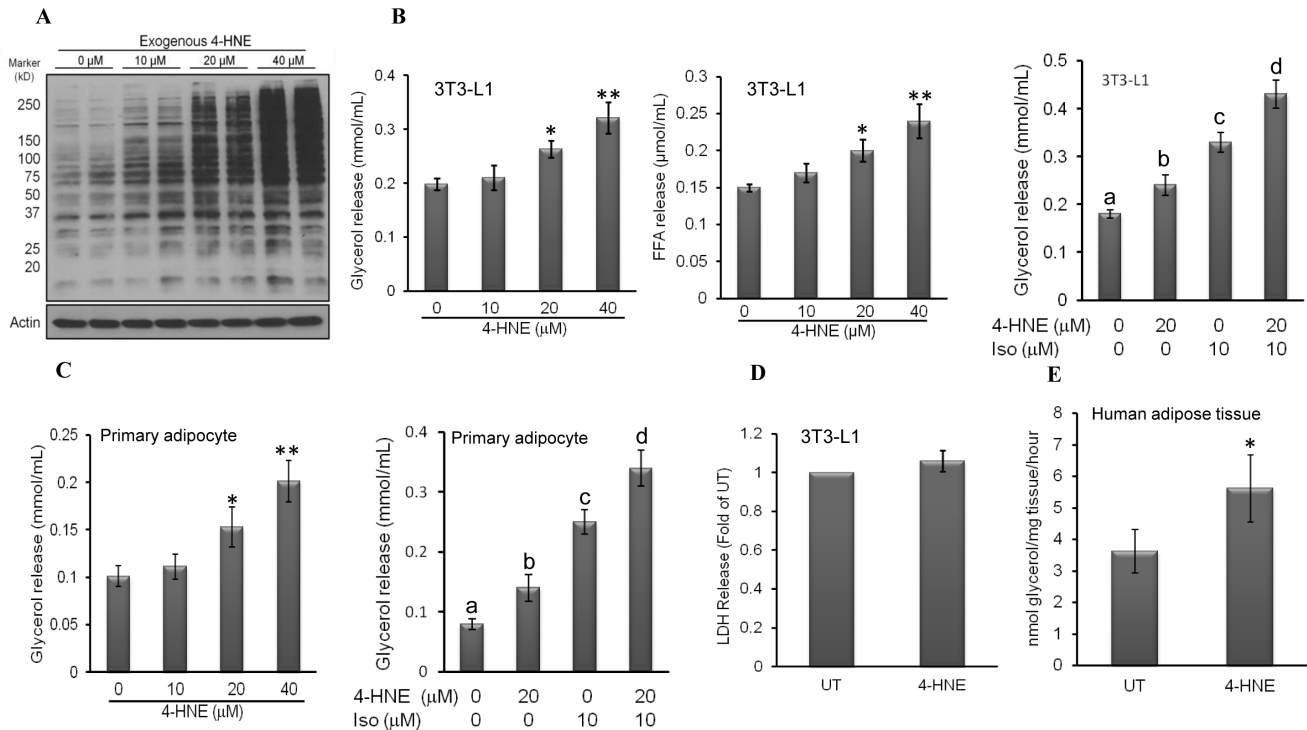 A
Exogenous 4-HNE
Marker
(kD)
0 μM 10 μM 20 μM 40 μM
250
150
100
75
50
37
25
20
Actin
B
Glycerol release (mmol/mL)
3T3-L1
0.4
0.3
0.2
0.1
0
* **
0 10 20 40
4-HNE (μM)
FFA release (μmol/mL)
3T3-L1
0.3
0.25
0.2
0.15
0.1
0.05
0
* **
0 10 20 40
4-HNE (μM)
Glycerol release (mmol/mL)
3T3-L1
0.5
0.4
0.3
0.2
0.1
0
a b c d
4-HNE (μM) 0 20 0 20
Iso (μM) 0 0 10 10
C
Glycerol release (mmol/mL)
Primary adipocyte
0.25
0.2
0.15
0.1
0.05
0
* **
0 10 20 40
4-HNE (μM)
Glycerol release (mmol/mL)
Primary adipocyte
0.4
0.3
0.2
0.1
0
a b c d
4-HNE (μM) 0 20 0 20
Iso (μM) 0 0 10 10
D
LDH Release (Fold of UT)
3T3-L1
1.2
1
0.8
0.6
0.4
0.2
0
UT 4-HNE
E
nmol glycerol/mg tissue/hour
Human adipose tissue
8
7
6
5
4
3
2
1
0
*
UT 4-HNE